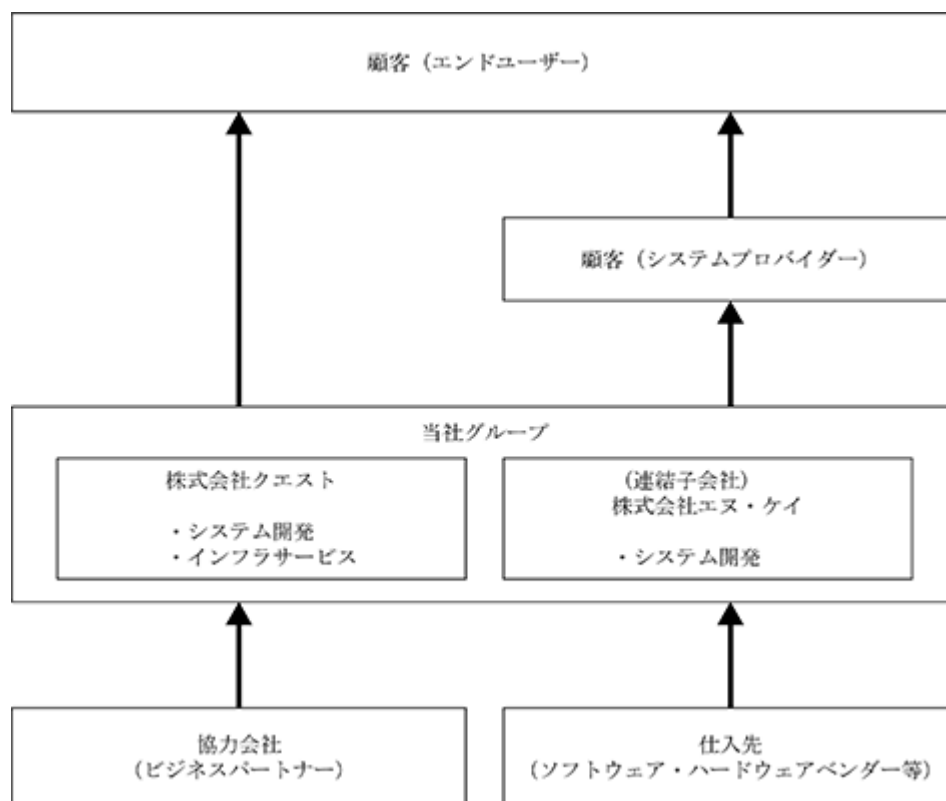 顧客(エンドユーザー)
顧客(システムプロバイダー)
当社グループ
株式会社クエスト
・システム開発
・インフラサービス
(連結子会社)
株式会社エヌ・ケイ
・システム開発
協力会社
(ビジネスパートナー)
仕入先
(ソフトウェア・ハードウェアベンダー等)